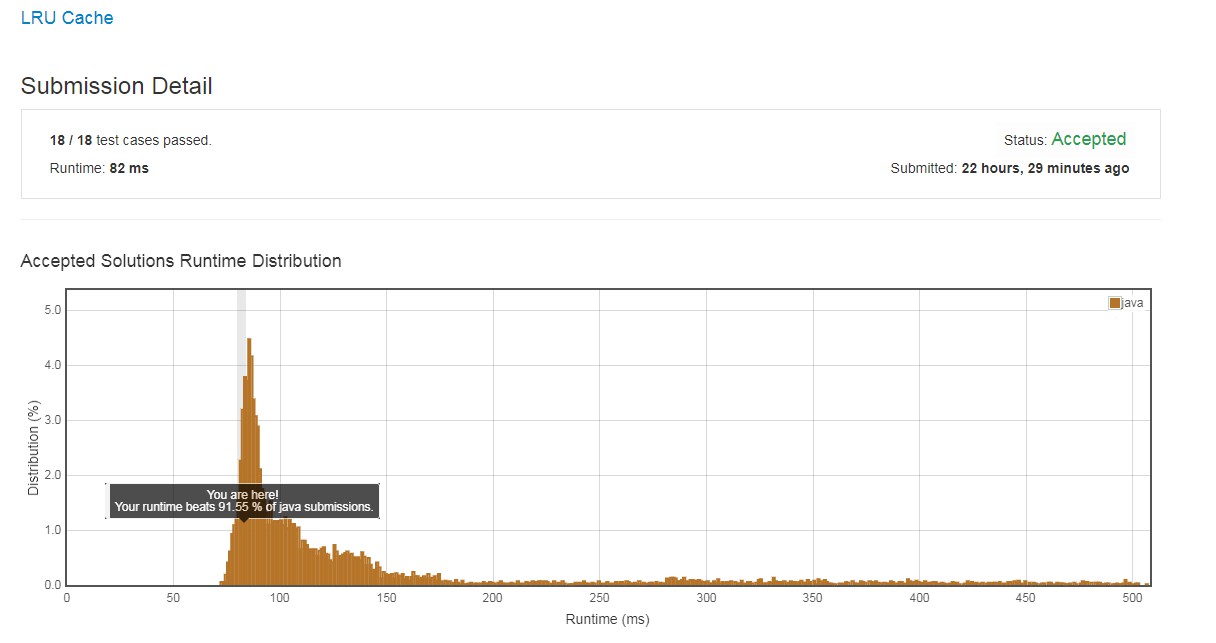 LRU Cache
Submission Detail
18 / 18 test cases passed.
Status: Accepted
Runtime: 82 ms
Submitted: 22 hours, 29 minutes ago
Accepted Solutions Runtime Distribution
java
5.0
4.0
3.0
2.0
1.0
0.0
Distribution (%)
You are here!
Your runtime beats 91.55 % of java submissions.
0 50 100 150 200 250 300 350 400 450 500
Runtime (ms)